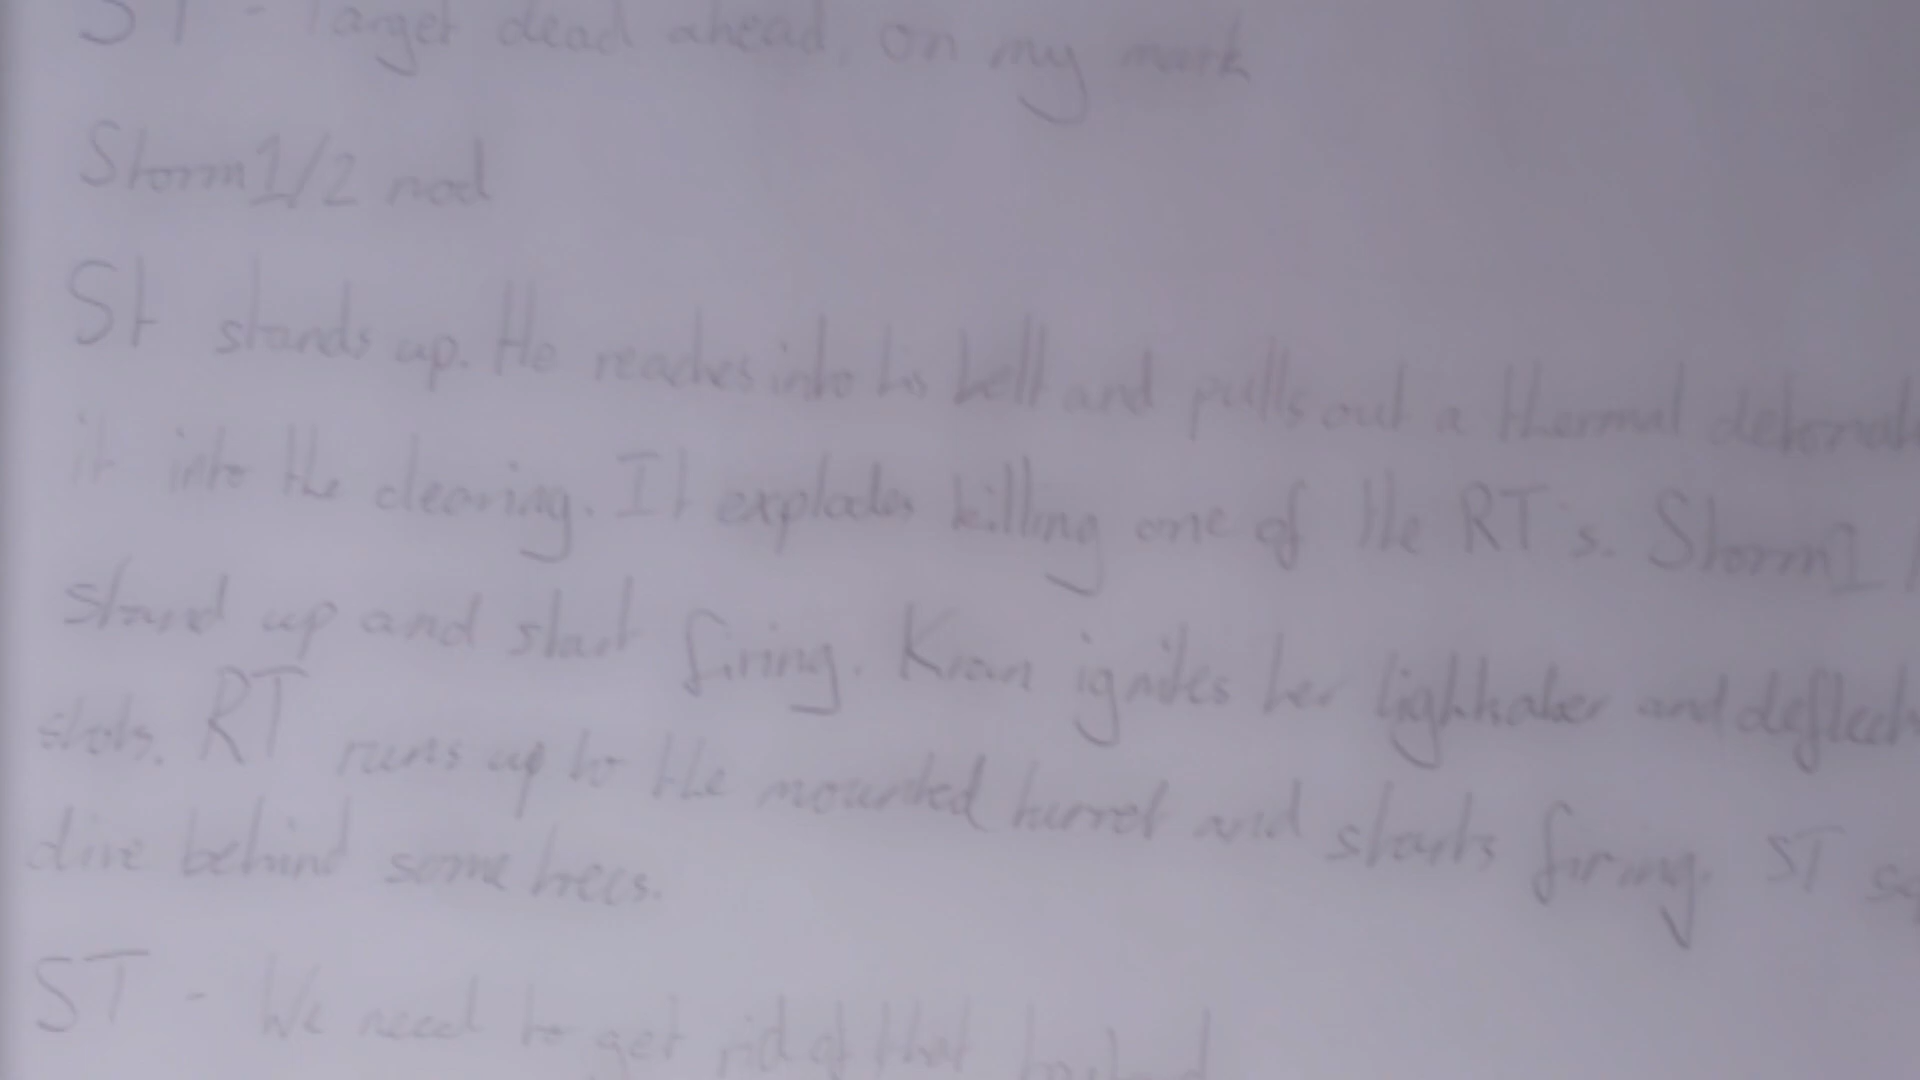 ST - Target dead ahead, on my mark
Storm1/2 nod
St stands up. He reaches into his belt and pulls out a thermal
it into the clearing. It explodes killing one of the RT's. Storm1
stand up and start firing. Kran ignites her lightsaber and
shots. RT runs up to the mounted turret and starts firing. ST
dive behind some trees.
ST - We need to get rid of that